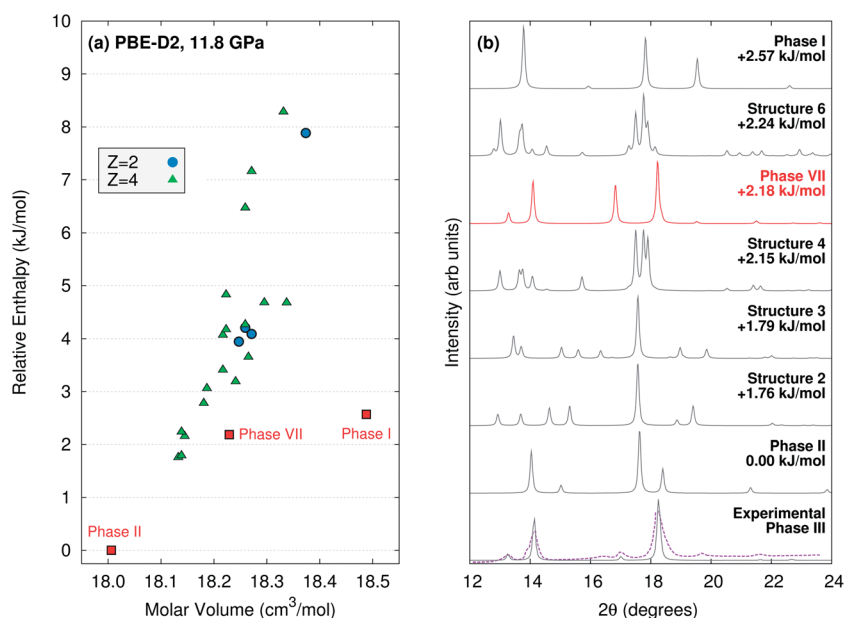 (a) PBE-D2, 11.8 GPa
10
9
8
7
6
5
4
3
2
1
0
Relative Enthalpy (kJ/mol)
Z=2
Z=4
Phase VII
Phase I
Phase II
18.0
18.1
18.2
18.3
18.4
18.5
Molar Volume (cm³/mol)
(b)
Intensity (arb units)
Phase I
+2.57 kJ/mol
Structure 6
+2.24 kJ/mol
Phase VII
+2.18 kJ/mol
Structure 4
+2.15 kJ/mol
Structure 3
+1.79 kJ/mol
Structure 2
+1.76 kJ/mol
Phase II
0.00 kJ/mol
Experimental
Phase III
12
14
16
18
20
22
24
2θ (degrees)